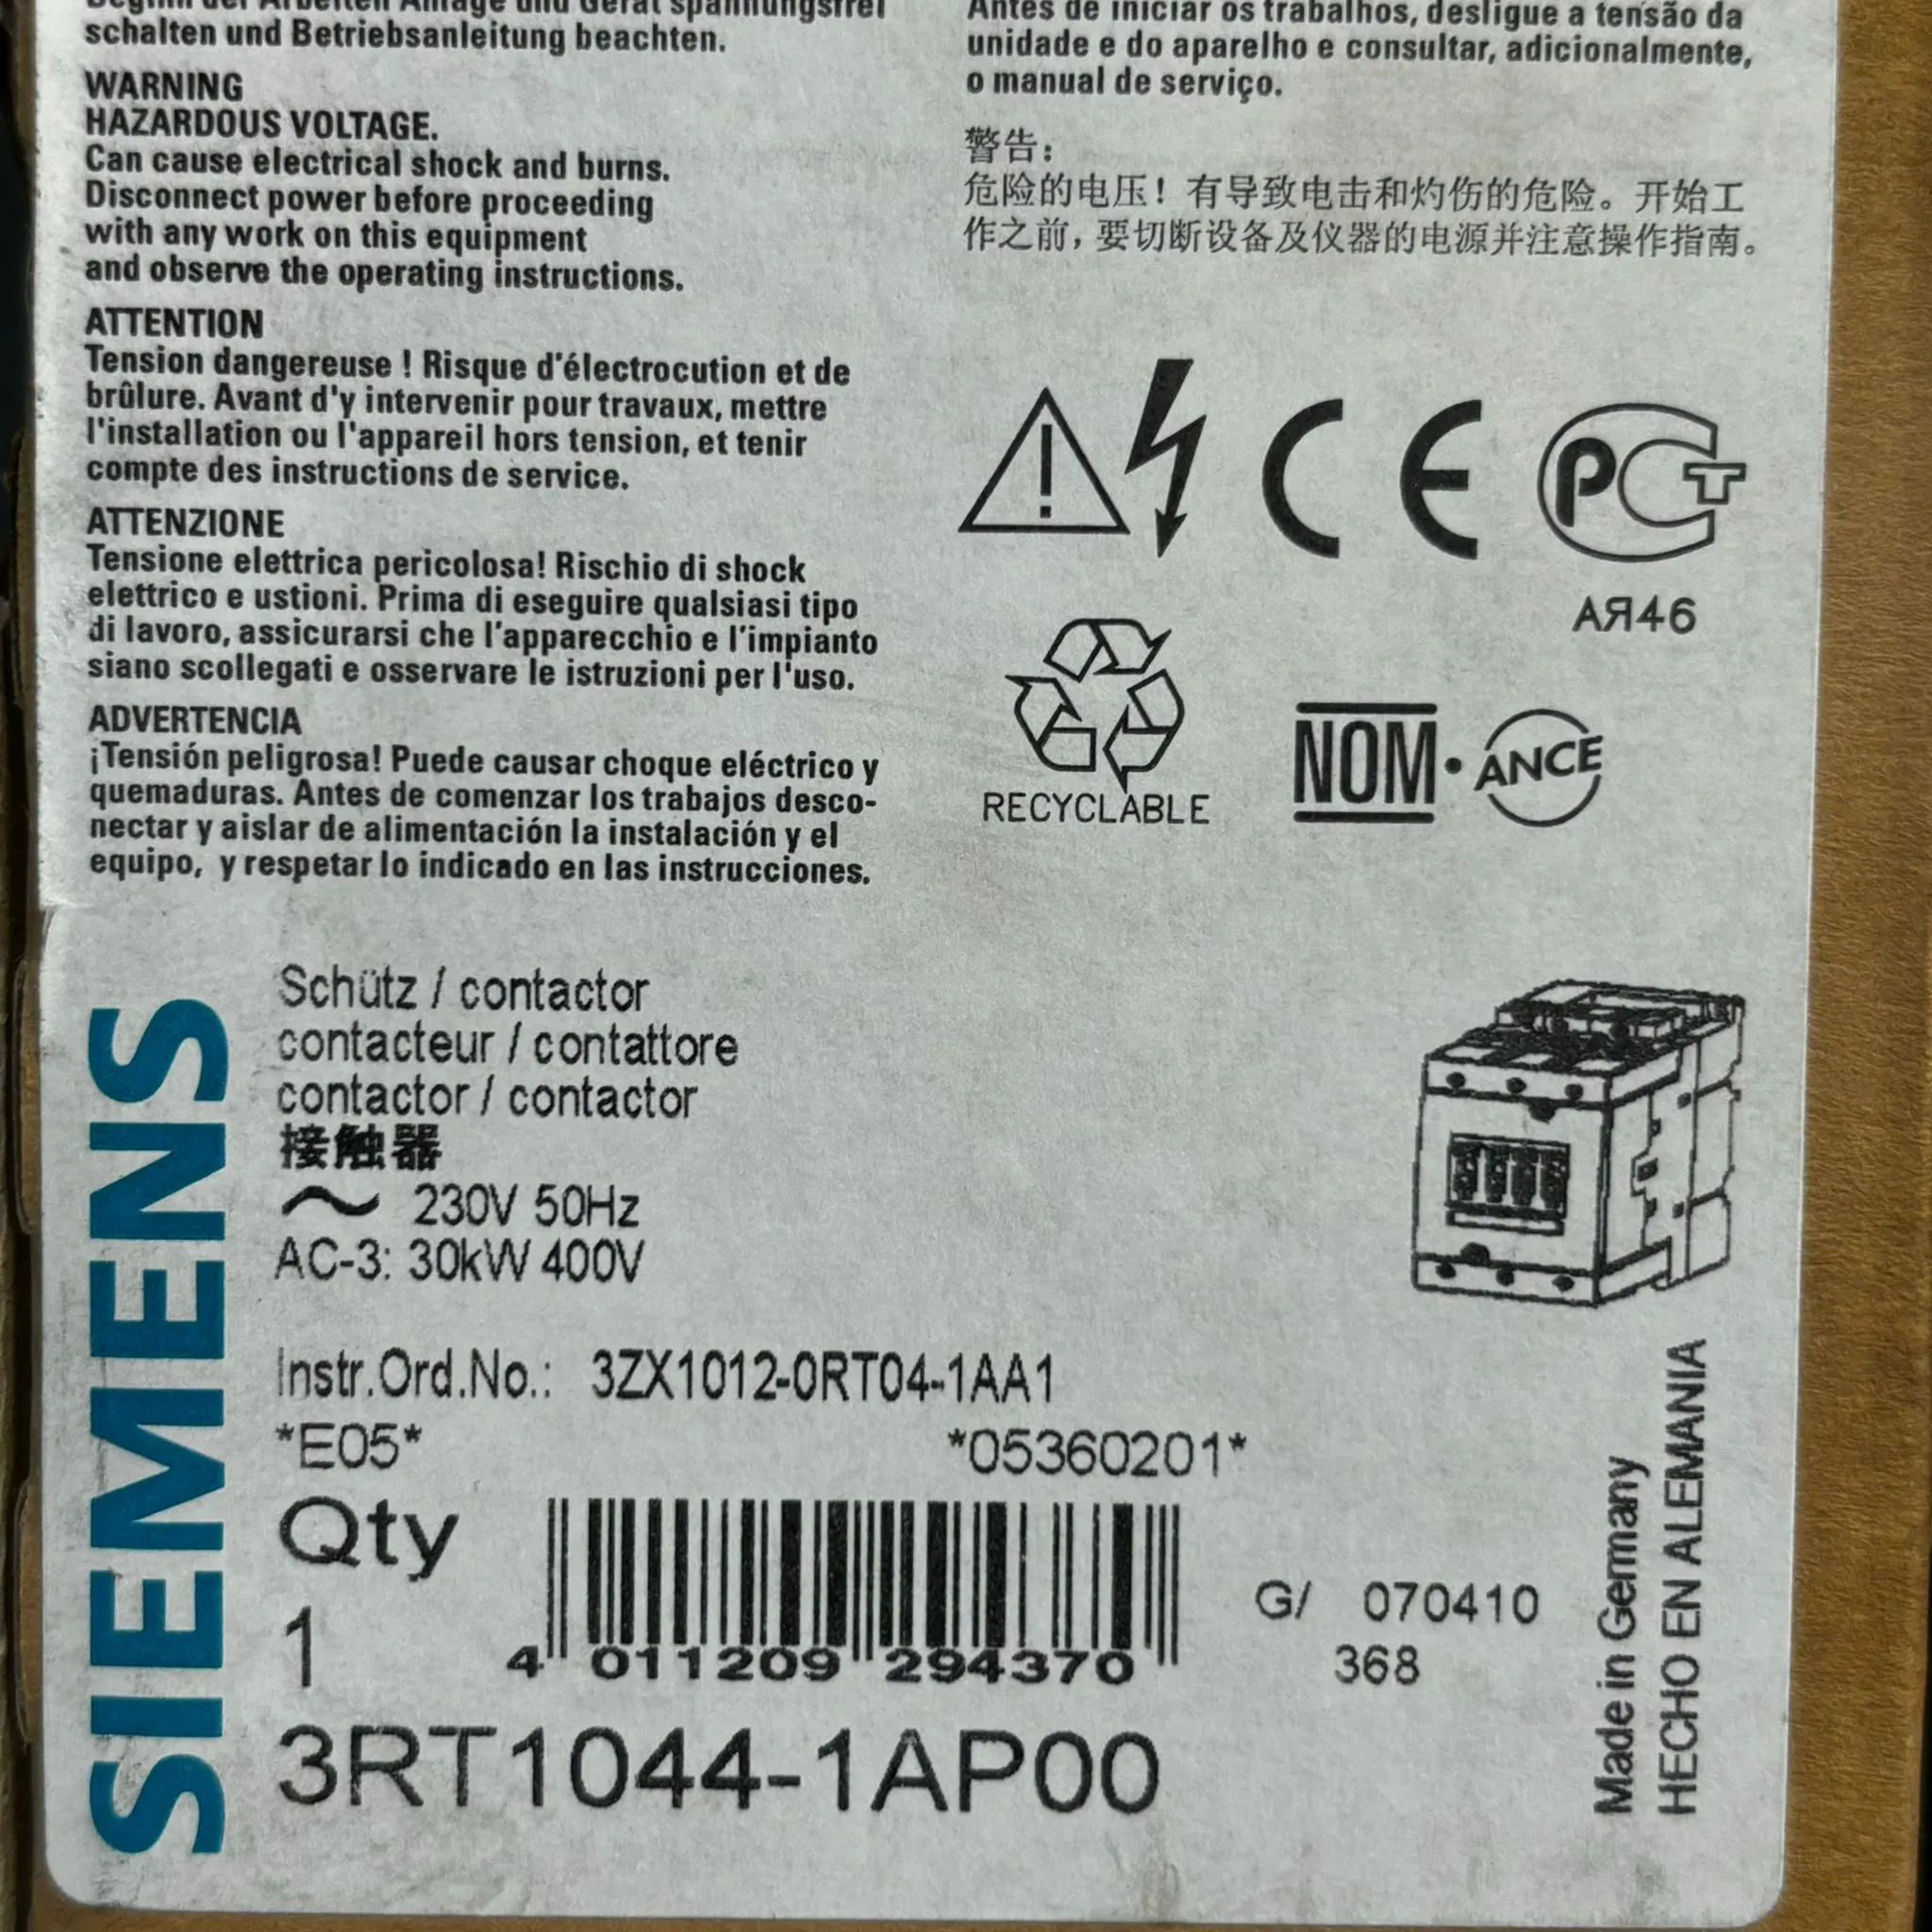 Beginn der Arbeiten Anlage und Gerät spannungsfrei
schalten und Betriebsanleitung beachten.
WARNING
HAZARDOUS VOLTAGE.
Can cause electrical shock and burns.
Disconnect power before proceeding
with any work on this equipment
and observe the operating instructions.
ATTENTION
Tension dangereuse ! Risque d'électrocution et de
brûlure. Avant d'y intervenir pour travaux, mettre
l'installation ou l'appareil hors tension, et tenir
compte des instructions de service.
ATTENZIONE
Tensione elettrica pericolosa! Rischio di shock
elettrico e ustioni. Prima di eseguire qualsiasi tipo
di lavoro, assicurarsi che l'apparecchio e l'impianto
siano scollegati e osservare le istruzioni per l'uso.
ADVERTENCIA
¡Tensión peligrosa! Puede causar choque eléctrico y
quemaduras. Antes de comenzar los trabajos desco-
nectar y aislar de alimentación la instalación y el
equipo, y respetar lo indicado en las instrucciones.
Antes de iniciar os trabalhos, desligue a tensão da
unidade e do aparelho e consultar, adicionalmente,
o manual de serviço.
警告:
危险的电压！有导致电击和灼伤的危险。开始工
作之前,要切断设备及仪器的电源并注意操作指南。
CE
PCT
АЯ46
RECYCLABLE
NOM·ANCE
SIEMENS
Schütz / contactor
contacteur / contattore
contactor / contactor
接触器
~ 230V 50Hz
AC-3: 30kW 400V
Instr.Ord.No.: 3ZX1012-0RT04-1AA1
*E05* *05360201*
Qty
1
4 011209 294370
G/ 070410
368
3RT1044-1AP00
Made in Germany
HECHO EN ALEMANIA